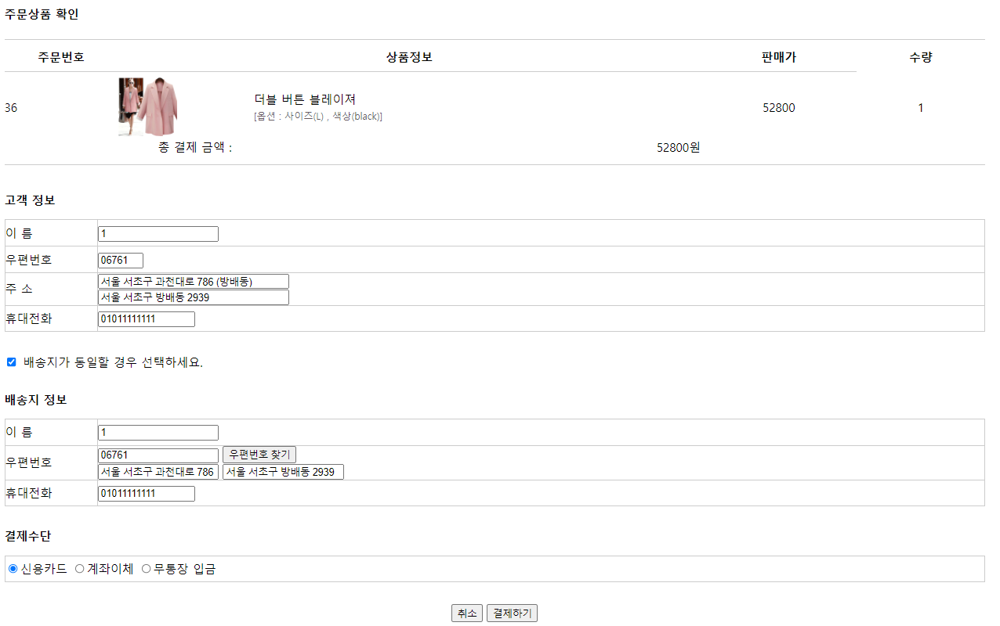 주문상품 확인
주문번호 상품정보 판매가 수량
더블 버튼 블레이져
36 52800 1
[옵션 : 사이즈(L) , 색상(black)]
총 결제 금액 : 52800원
고객 정보
이 름 1
우편번호 06761
주 소 서울 서초구 과천대로 786 (방배동)
서울 서초구 방배동 2939
휴대전화 01011111111
배송지가 동일할 경우 선택하세요.
배송지 정보
이 름 1
우편번호 06761 우편번호 찾기
서울 서초구 과천대로 786 서울 서초구 방배동 2939
휴대전화 01011111111
결제수단
신용카드 계좌이체 무통장 입금
취소 결제하기